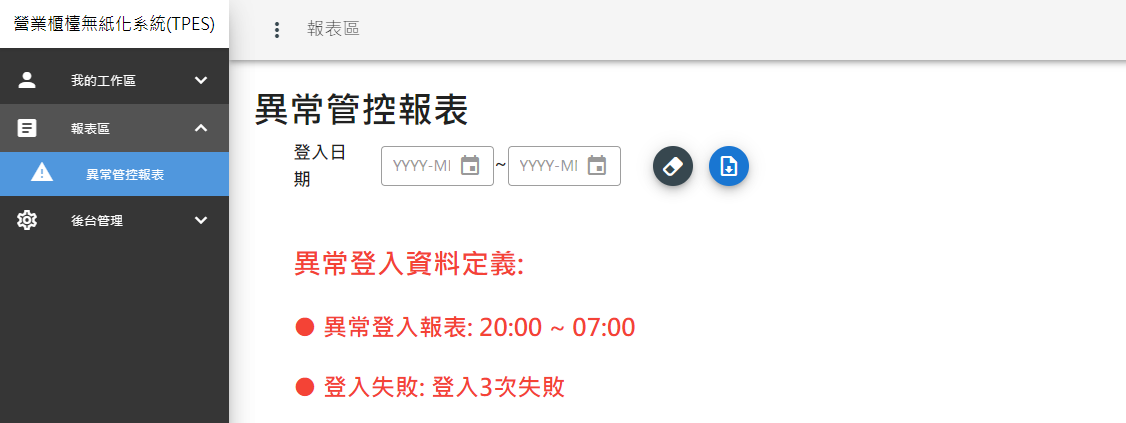 營業櫃檯無紙化系統(TPES)
報表區
我的工作區
報表區
異常管控報表
後台管理
異常管控報表
登入日期
YYYY-MI ~ YYYY-MI
異常登入資料定義:
● 異常登入報表: 20:00 ~ 07:00
● 登入失敗: 登入3次失敗